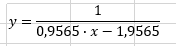 y = 1 / (0,9565 · x − 1,9565)